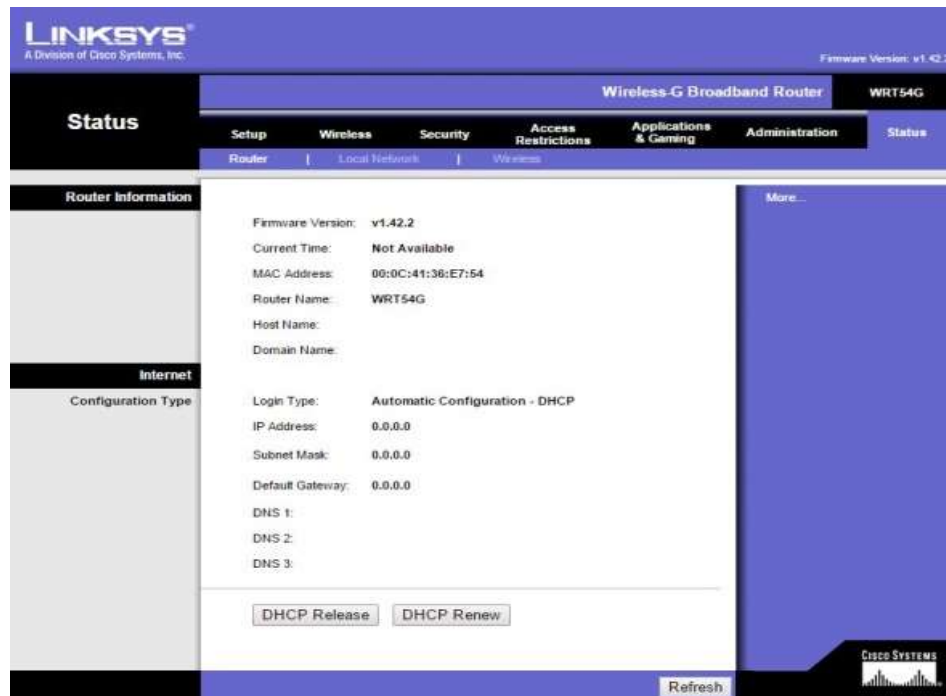 LINKSYS®
A Division of Cisco Systems, Inc.
Firmware Version: v1.42.2
Wireless-G Broadband Router
WRT54G
Status
Setup
Wireless
Security
Access Restrictions
Applications & Gaming
Administration
Status
Router | Local Network | Wireless
Router Information
More...
Firmware Version: v1.42.2
Current Time: Not Available
MAC Address: 00:0C:41:36:E7:54
Router Name: WRT54G
Host Name:
Domain Name:
Internet
Configuration Type
Login Type: Automatic Configuration - DHCP
IP Address: 0.0.0.0
Subnet Mask: 0.0.0.0
Default Gateway: 0.0.0.0
DNS 1:
DNS 2:
DNS 3:
DHCP Release
DHCP Renew
CISCO SYSTEMS
Refresh